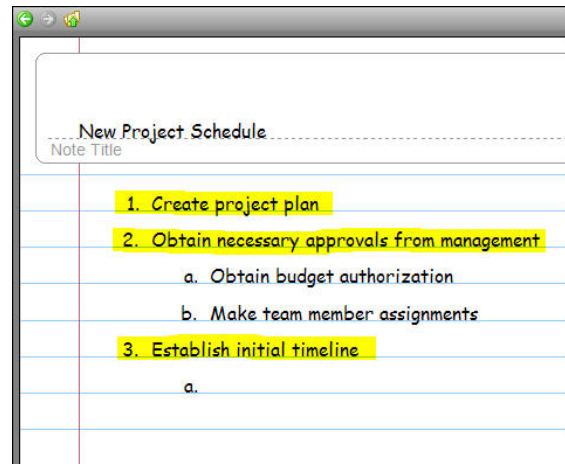 New Project Schedule
Note Title
1. Create project plan
2. Obtain necessary approvals from management
a. Obtain budget authorization
b. Make team member assignments
3. Establish initial timeline
a.